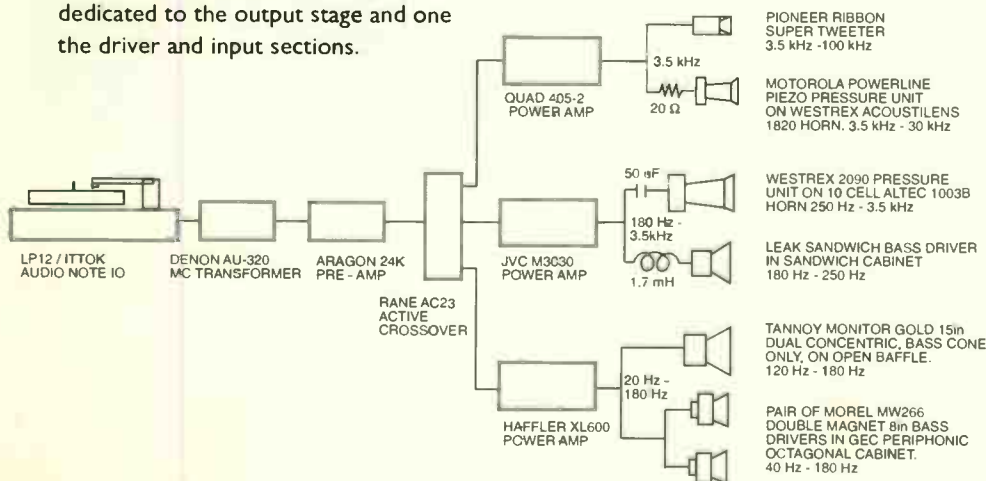 dedicated to the output stage and one
the driver and input sections.
PIONEER RIBBON
SUPER TWEETER
3.5 kHz -100 kHz
3.5 kHz
QUAD 405-2
POWER AMP
20 Ω
MOTOROLA POWERLINE
PIEZO PRESSURE UNIT
ON WESTREX ACOUSTILENS
1820 HORN. 3.5 kHz - 30 kHz
50 uF
WESTREX 2090 PRESSURE
UNIT ON 10 CELL ALTEC 1003B
HORN 250 Hz - 3.5 kHz
180 Hz -
3.5kHz
LP12 / ITTOK
AUDIO NOTE IO
DENON AU-320
MC TRANSFORMER
ARAGON 24K
PRE - AMP
JVC M3030
POWER AMP
1.7 mH
LEAK SANDWICH BASS DRIVER
IN SANDWICH CABINET
180 Hz - 250 Hz
RANE AC23
ACTIVE
CROSSOVER
TANNOY MONITOR GOLD 15in
DUAL CONCENTRIC, BASS CONE
ONLY, ON OPEN BAFFLE.
120 Hz - 180 Hz
20 Hz -
180 Hz
HAFFLER XL600
POWER AMP
PAIR OF MOREL MW266
DOUBLE MAGNET 8in BASS
DRIVERS IN GEC PERIPHONIC
OCTAGONAL CABINET.
40 Hz - 180 Hz